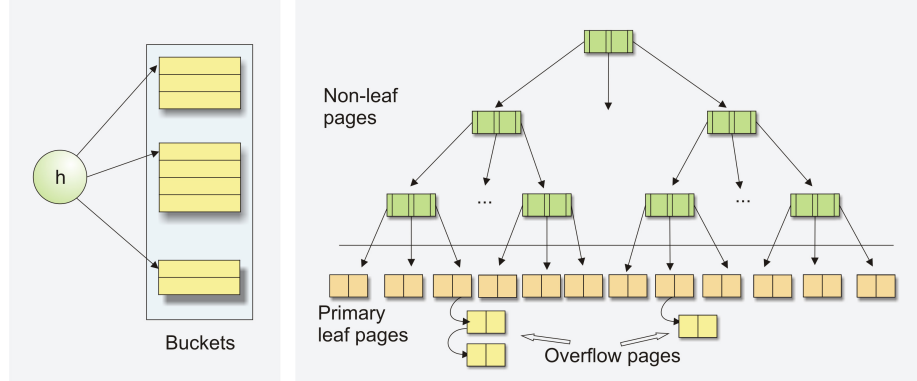 h
Buckets
Non-leaf
pages
...
...
Primary
leaf pages
Overflow pages